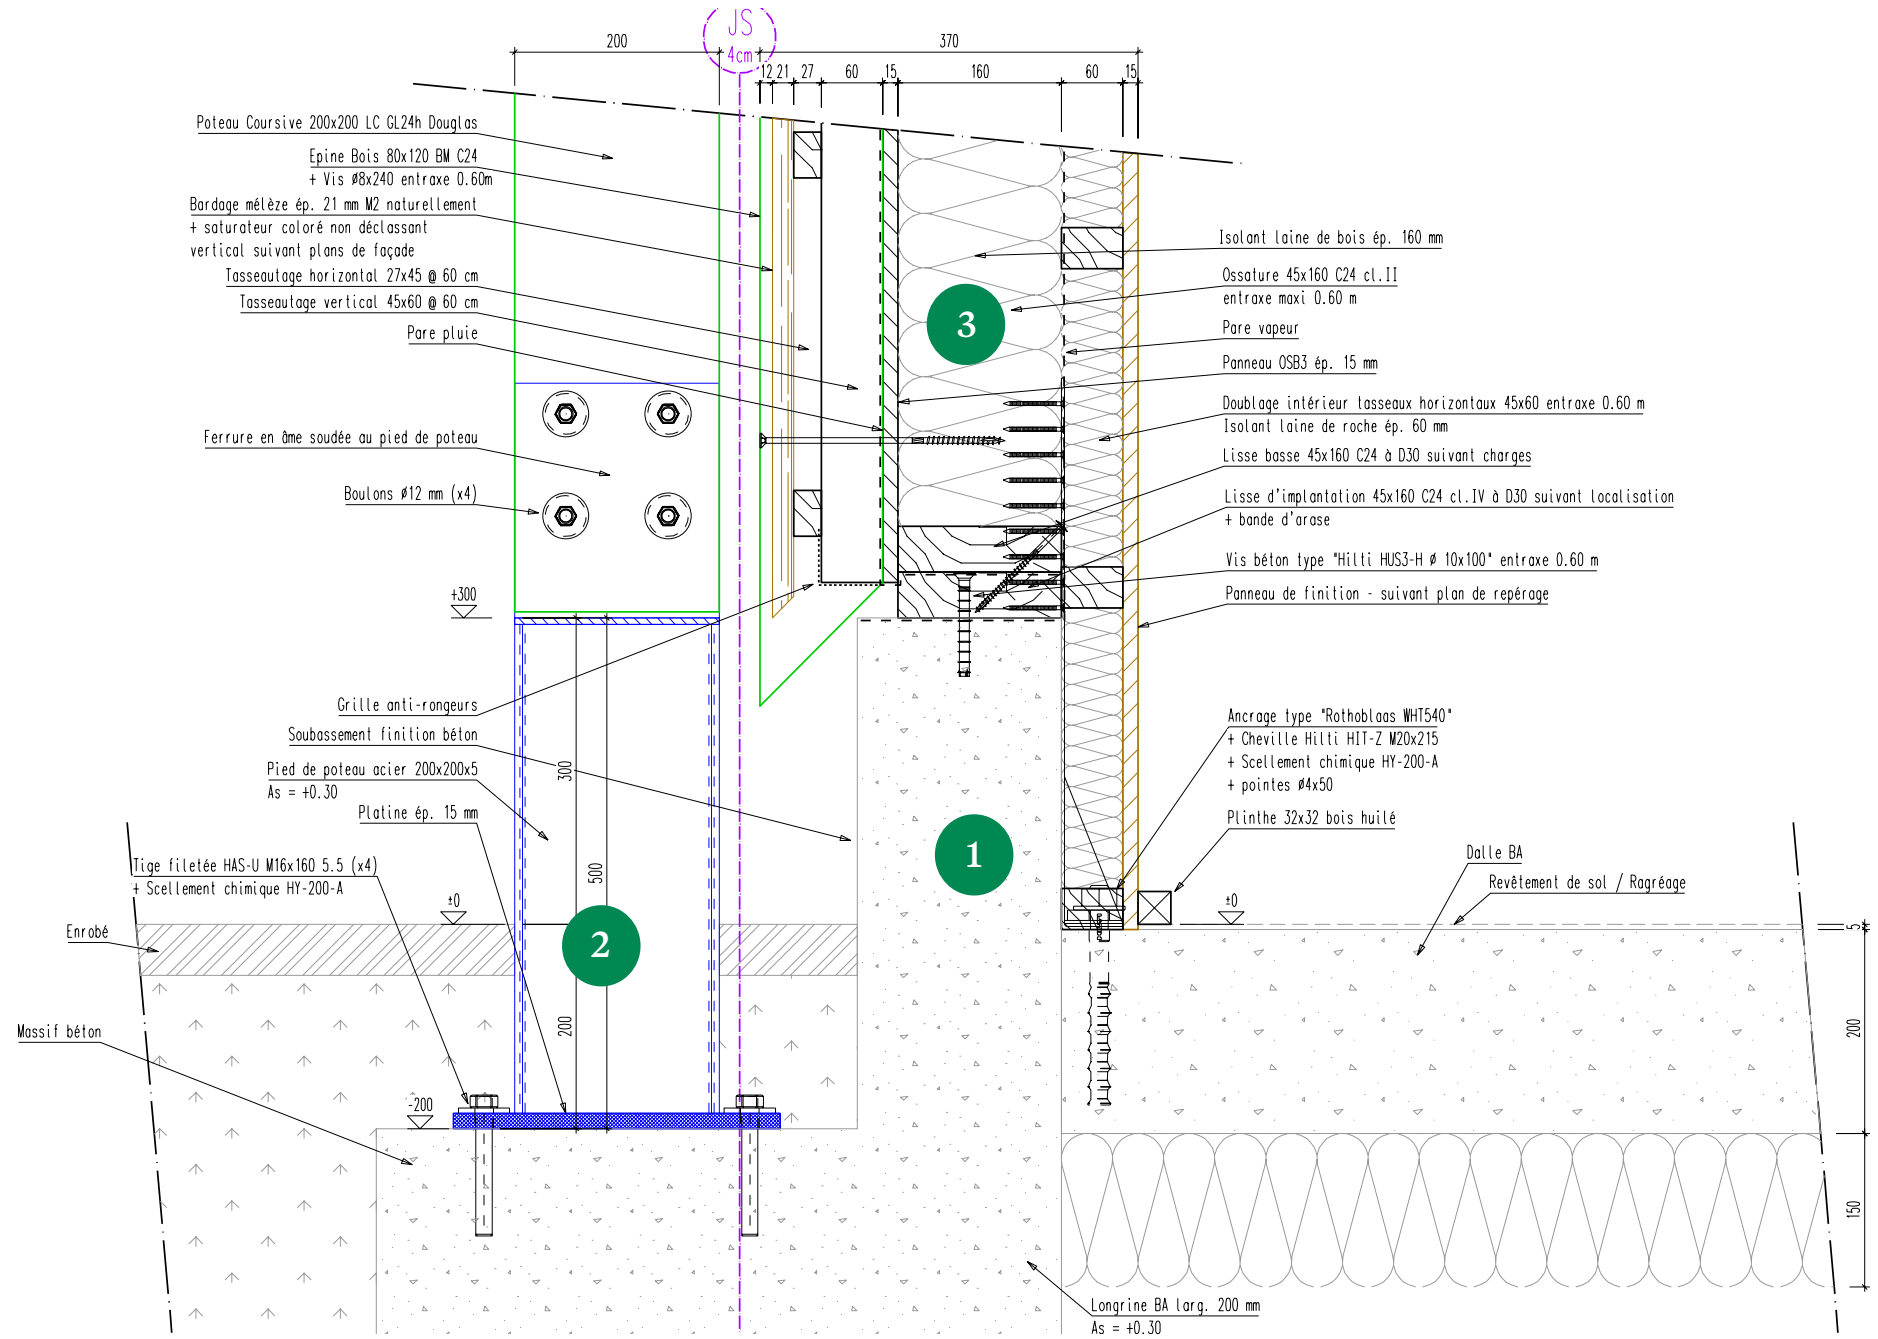 JS
4cm
200
370
12
21
27
60
15
160
60
15
Poteau Coursive 200x200 LC GL24h Douglas
Epine Bois 80x120 BM C24
+ Vis Ø8x240 entraxe 0.60m
Bardage mélèze ép. 21 mm M2 naturellement
+ saturateur coloré non déclassant
vertical suivant plans de façade
Tasseautage horizontal 27x45 @ 60 cm
Tasseautage vertical 45x60 @ 60 cm
Pare pluie
Ferrure en âme soudée au pied de poteau
Boulons Ø12 mm (x4)
+300
Grille anti-rongeurs
Soubassement finition béton
Pied de poteau acier 200x200x5
As = +0.30
Platine ép. 15 mm
Tige filetée HAS-U M16x160 5.5 (x4)
+ Scellement chimique HY-200-A
±0
Enrobé
Massif béton
-200
300
500
200
1
2
3
Isolant laine de bois ép. 160 mm
Ossature 45x160 C24 cl.II
entraxe maxi 0.60 m
Pare vapeur
Panneau OSB3 ép. 15 mm
Doublage intérieur tasseaux horizontaux 45x60 entraxe 0.60 m
Isolant laine de roche ép. 60 mm
Lisse basse 45x160 C24 à D30 suivant charges
Lisse d'implantation 45x160 C24 cl.IV à D30 suivant localisation
+ bande d'arase
Vis béton type "Hilti HUS3-H Ø 10x100" entraxe 0.60 m
Panneau de finition - suivant plan de repérage
Ancrage type "Rothoblaas WHT540"
+ Cheville Hilti HIT-Z M20x215
+ Scellement chimique HY-200-A
+ pointes Ø4x50
Plinthe 32x32 bois huilé
Dalle BA
Revêtement de sol / Ragréage
±0
5
200
150
Longrine BA larg. 200 mm
As = +0.30